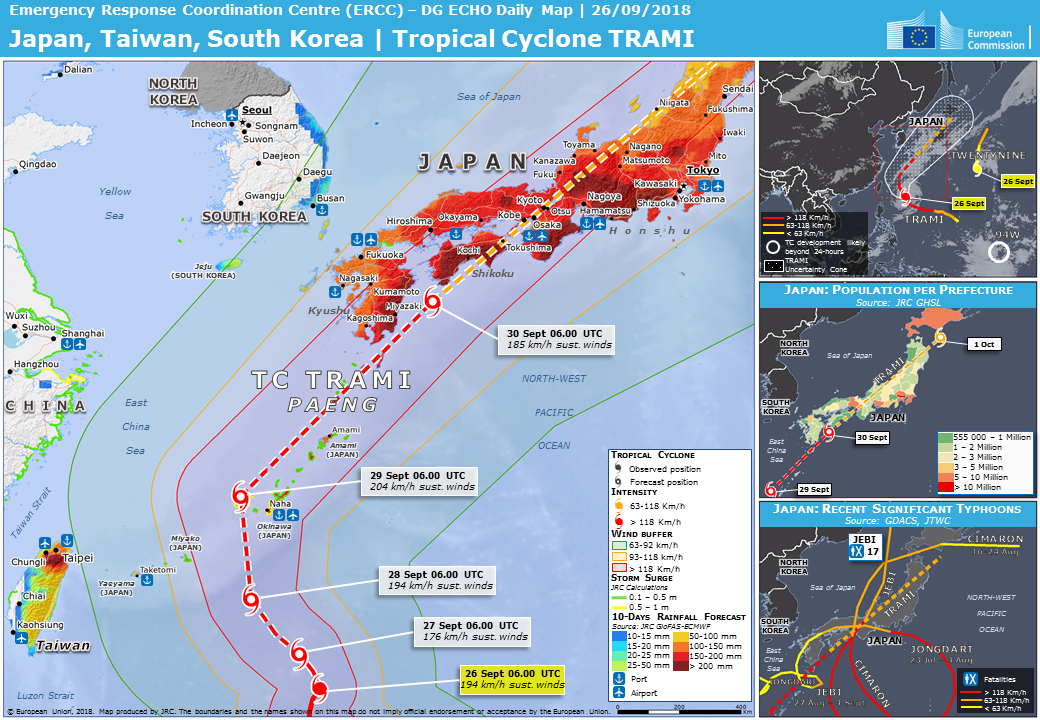 Emergency Response Coordination Centre (ERCC) – DG ECHO Daily Map | 26/09/2018
Japan, Taiwan, South Korea | Tropical Cyclone TRAMI
European
Commission
Dalian
NORTH
KOREA
Seoul
Incheon
Songnam
Suwon
Daejeon
Daegu
Gwangju
Busan
SOUTH KOREA
Qingdao
Yellow
Sea
Jeju
(SOUTH KOREA)
Sea of Japan
JAPAN
Sendai
Niigata
Fukushima
Iwaki
Toyama
Nagano
Mito
Kanazawa
Matsumoto
Fukui
Tokyo
Kawasaki
Yokohama
Nagoya
Shizuoka
Hamamatsu
Kyoto
Otsu
Kobe
Osaka
Okayama
Hiroshima
Tokushima
Honshu
Kochi
Shikoku
Fukuoka
Nagasaki
Kumamoto
Miyazaki
Kyushu
Kagoshima
30 Sept 06.00 UTC
185 km/h sust.winds
Wuxi
Suzhou
Shanghai
Hangzhou
CHINA
East
China
Sea
TC TRAMI
PAENG
NORTH-WEST
PACIFIC
OCEAN
Amami
Amami
(JAPAN)
29 Sept 06.00 UTC
204 km/h sust.winds
Naha
Okinawa
(JAPAN)
Taiwan Strait
Miyako
(JAPAN)
Taipei
Chungli
Taketomi
Yaeyama
(JAPAN)
Chiai
Kaohsiung
Taiwan
Luzon Strait
28 Sept 06.00 UTC
194 km/h sust.winds
27 Sept 06.00 UTC
176 km/h sust.winds
26 Sept 06.00 UTC
194 km/h sust.winds
TROPICAL CYCLONE
Observed position
Forecast position
INTENSITY
63-118 Km/h
> 118 Km/h
WIND BUFFER
63-92 km/h
93-118 km/h
> 118 Km/h
STORM SURGE
JRC Calculations
0.1 – 0.5 m
0.5 – 1 m
10-DAYS RAINFALL FORECAST
Source: JRC GloFAS-ECMWF
10-15 mm
15-20 mm
20-25 mm
25-50 mm
50-100 mm
100-150 mm
150-200 mm
> 200 mm
Port
Airport
0 200 400
Km
© European Union, 2018. Map produced by JRC. The boundaries and the names shown on this map do not imply official endorsement or acceptance by the European Union.
JAPAN
TWENTYNINE
26 Sept
26 Sept
TRAMI
94W
> 118 Km/h
63-118 Km/h
< 63 Km/h
TC development likely
beyond 24-hours
TRAMI
Uncertainty Cone
JAPAN: POPULATION PER PREFECTURE
Source: JRC GHSL
NORTH
KOREA
Sea of Japan
1 Oct
TRAMI
SOUTH
KOREA
JAPAN
30 Sept
East
China
Sea
29 Sept
555 000 – 1 Million
1 – 2 Million
2 – 3 Million
3 – 5 Million
5 – 10 Million
> 10 Million
JAPAN: RECENT SIGNIFICANT TYPHOONS
Source: GDACS, JTWC
JEBI
17
CIMARON
16-24 Aug
NORTH
KOREA
Sea of Japan
JEBI
TRAMI
NORTH-WEST
PACIFIC
OCEAN
SOUTH
KOREA
JAPAN
East
China
Sea
JONGDARI
CIMARON
JONGDARI
JEBI
Fatalities
> 118 Km/h
63-118 Km/h
< 63 Km/h